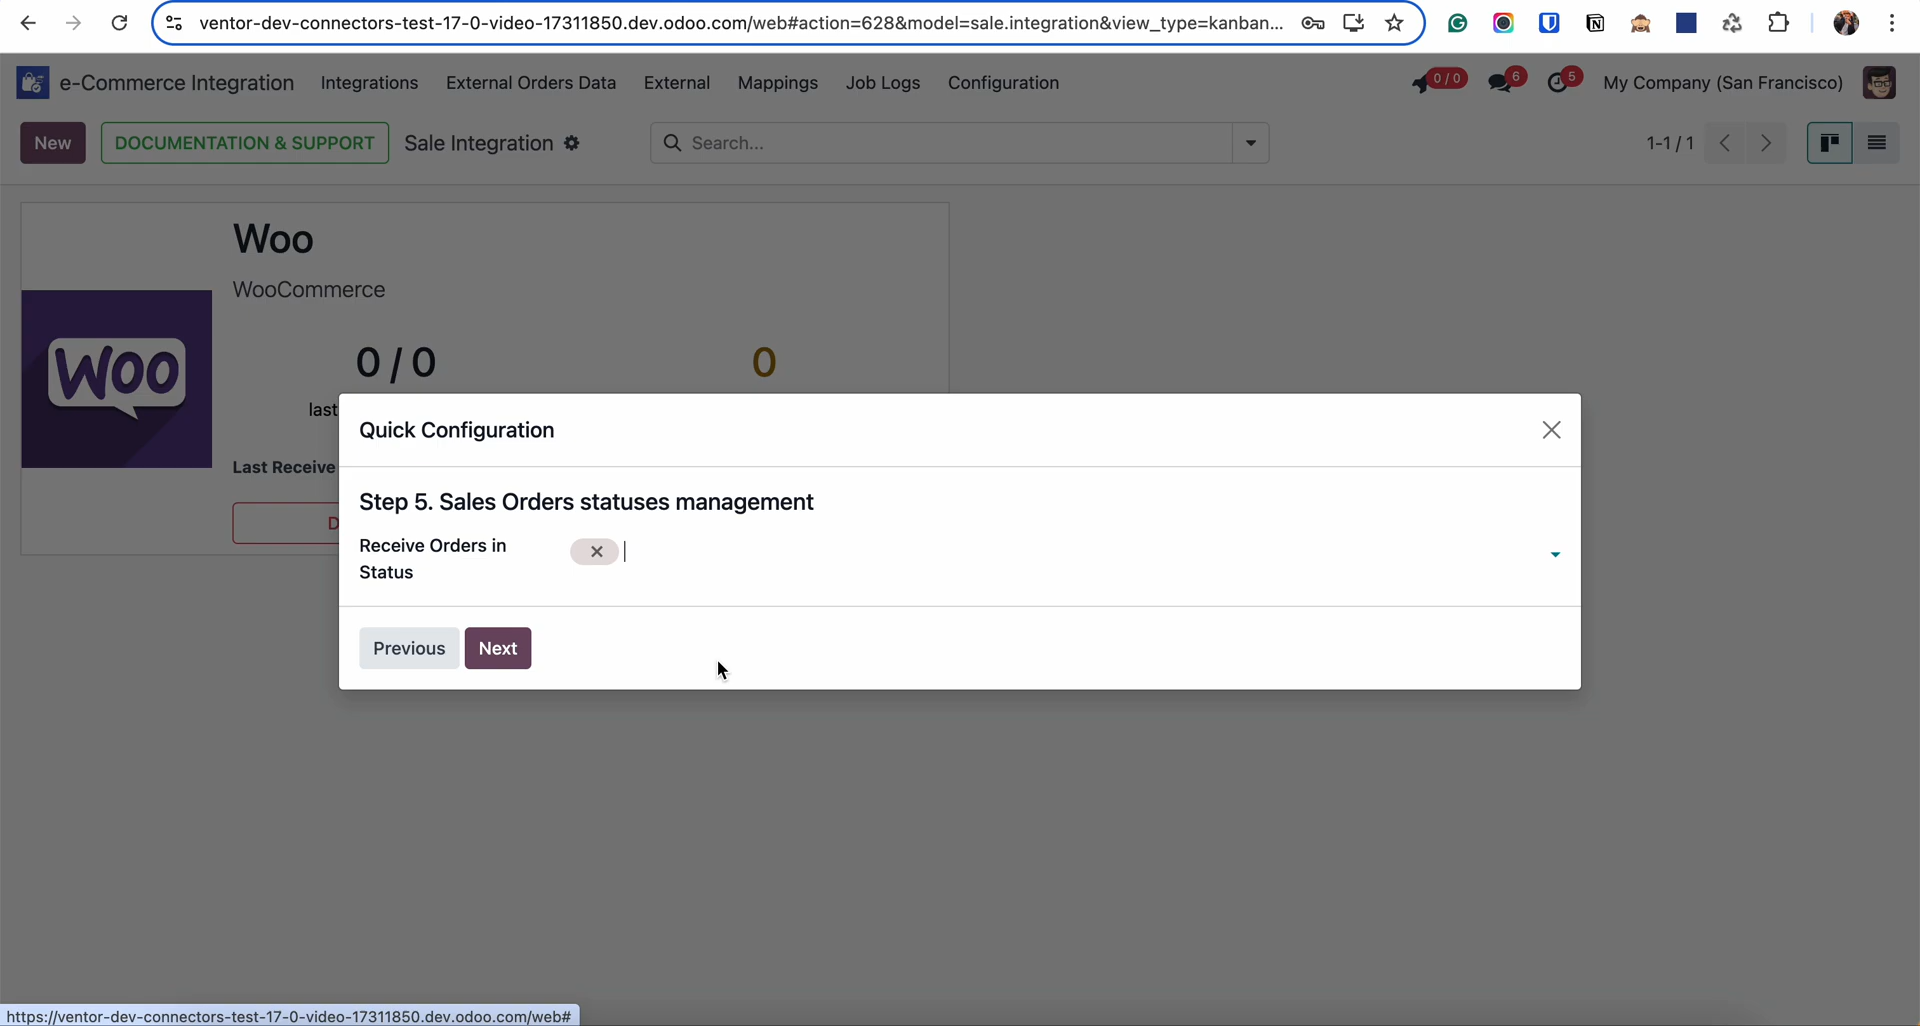 ventor-dev-connectors-test-17-0-video-17311850.dev.odoo.com/web#action=628&model=sale.integration&view_type=kanban...
e-Commerce Integration Integrations External Orders Data External Mappings Job Logs Configuration 0 / 0 6 5 My Company (San Francisco)
New DOCUMENTATION & SUPPORT Sale Integration Search... 1-1 / 1
Woo
WooCommerce
WOO
0 / 0 0
last
Quick Configuration
Last Receive
Step 5. Sales Orders statuses management
D
Receive Orders in
Status
Previous Next
https://ventor-dev-connectors-test-17-0-video-17311850.dev.odoo.com/web#